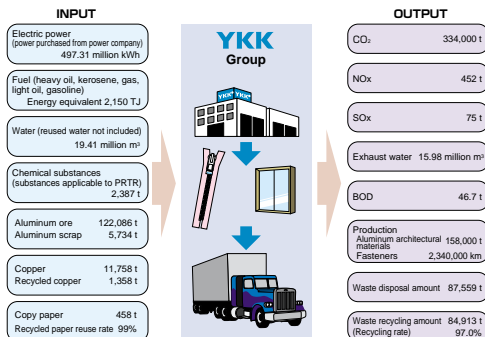 INPUT
Electric power
(power purchased from power company)
497.31 million kWh
Fuel (heavy oil, kerosene, gas,
light oil, gasoline)
Energy equivalent 2,150 TJ
Water (reused water not included)
19.41 million m³
Chemical substances
(substances applicable to PRTR)
2,387 t
Aluminum ore 122,086 t
Aluminum scrap 5,734 t
Copper 11,758 t
Recycled copper 1,358 t
Copy paper 458 t
Recycled paper reuse rate 99%
YKK
Group
YKK YKK
OUTPUT
CO₂ 334,000 t
NOx 452 t
SOx 75 t
Exhaust water 15.98 million m³
BOD 46.7 t
Production
Aluminum architectural materials 158,000 t
Fasteners 2,340,000 km
Waste disposal amount 87,559 t
Waste recycling amount 84,913 t
(Recycling rate) 97.0%